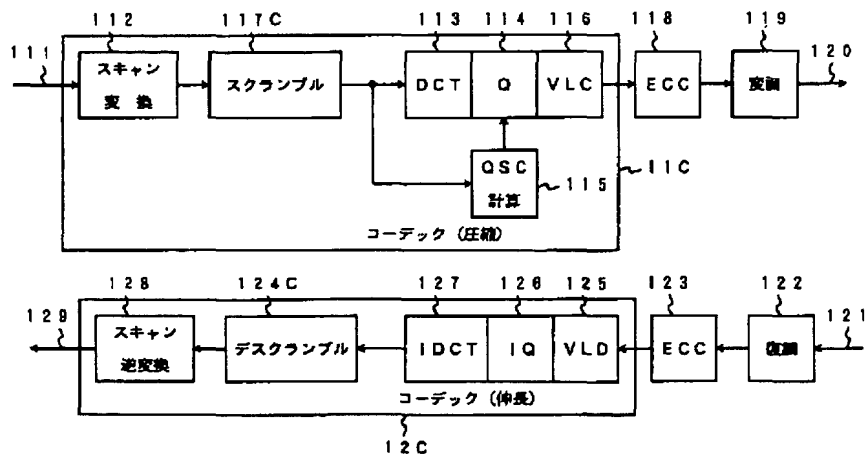 112 117C 113 114 116 118 119
111 120
スキャン
変換
スクランブル
DCT Q VLC ECC 変調
QSC
計算
115 11C
コーデック (圧縮)
128 124C 127 126 125 123 122
129 121
スキャン
逆変換
デスクランブル
IDCT IQ VLD ECC 復調
コーデック (伸長)
12C